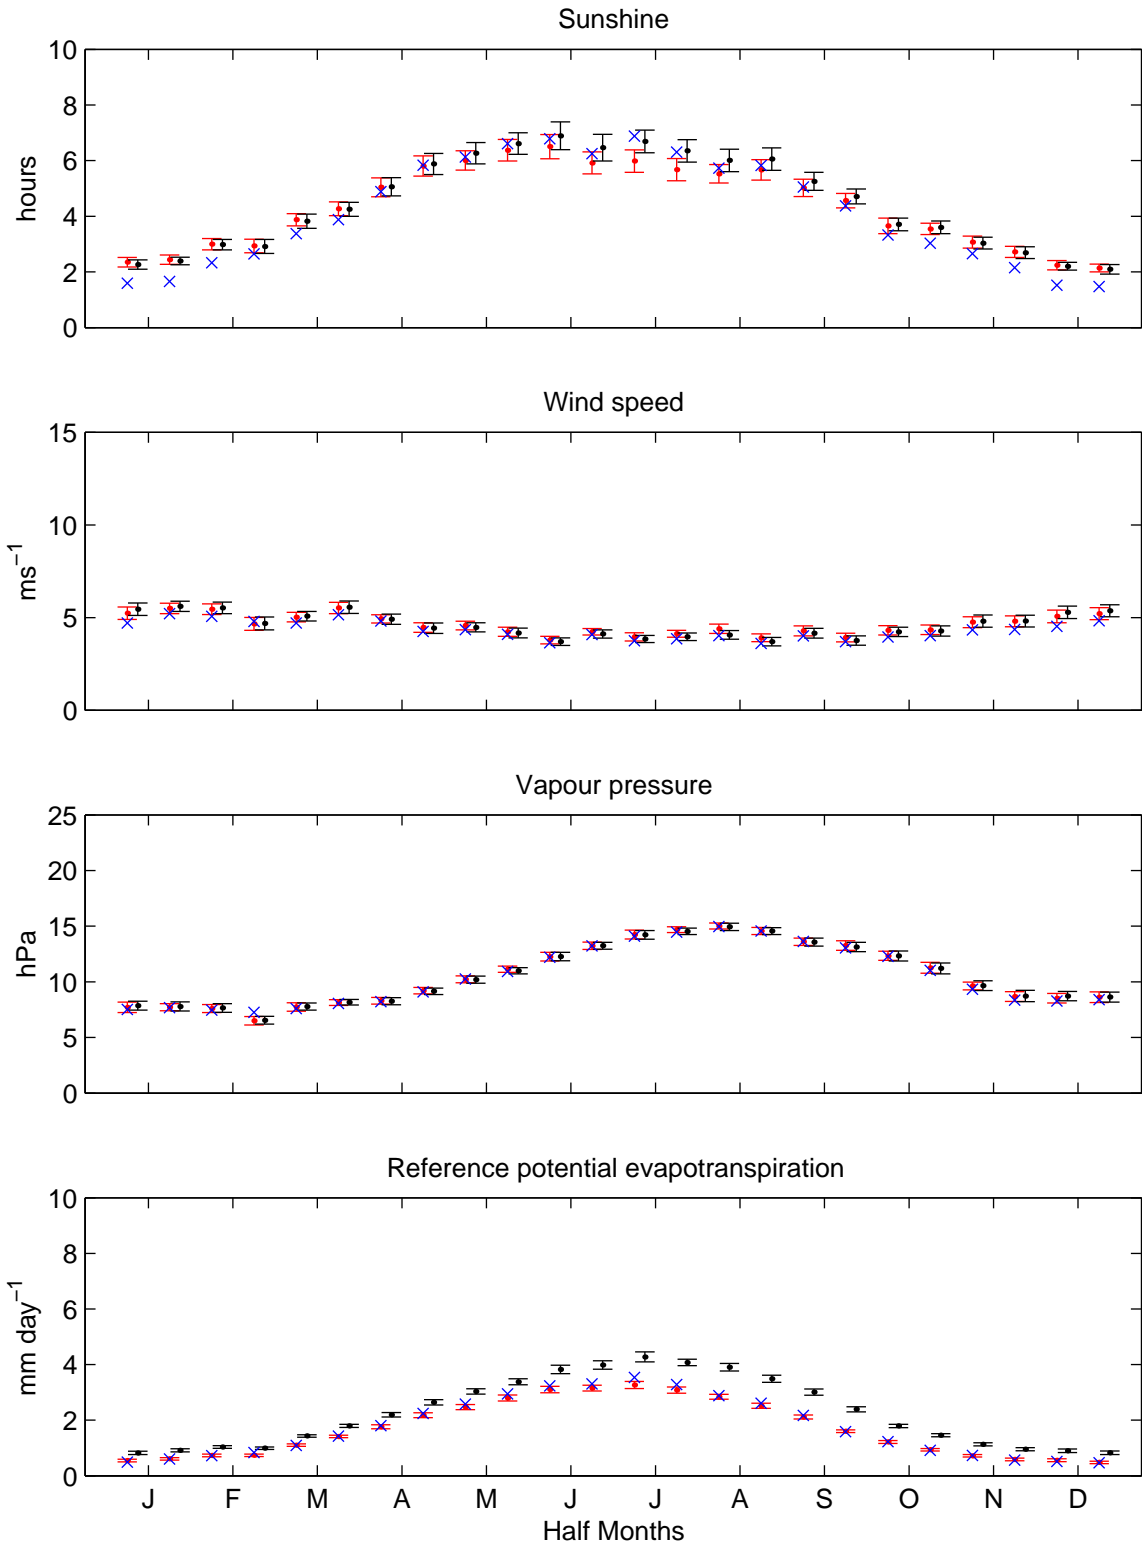 Sunshine
10
8
6
4
2
0
hours
Wind speed
15
10
5
0
ms⁻¹
Vapour pressure
25
20
15
10
5
0
hPa
Reference potential evapotranspiration
10
8
6
4
2
0
mm day⁻¹
J F M A M J J A S O N D
Half Months